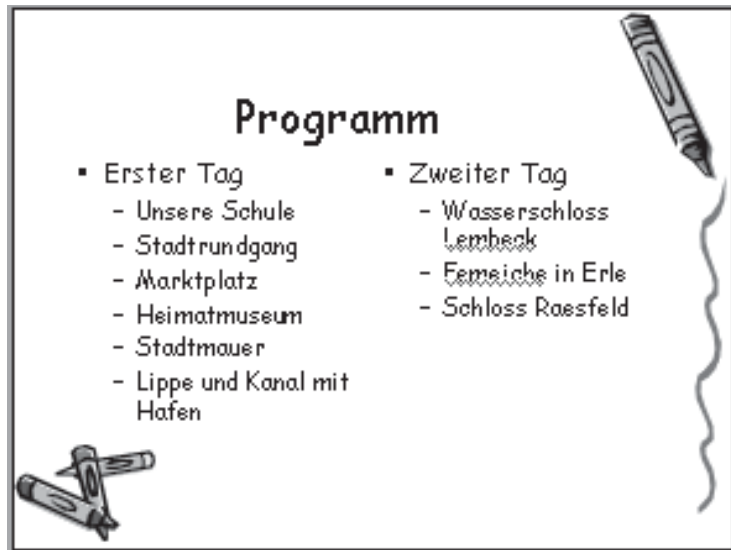 Programm
▪ Erster Tag
– Unsere Schule
– Stadtrundgang
– Marktplatz
– Heimatmuseum
– Stadtmauer
– Lippe und Kanal mit
Hafen
▪ Zweiter Tag
– Wasserschloss
Lembeck
– Femeiche in Erle
– Schloss Raesfeld